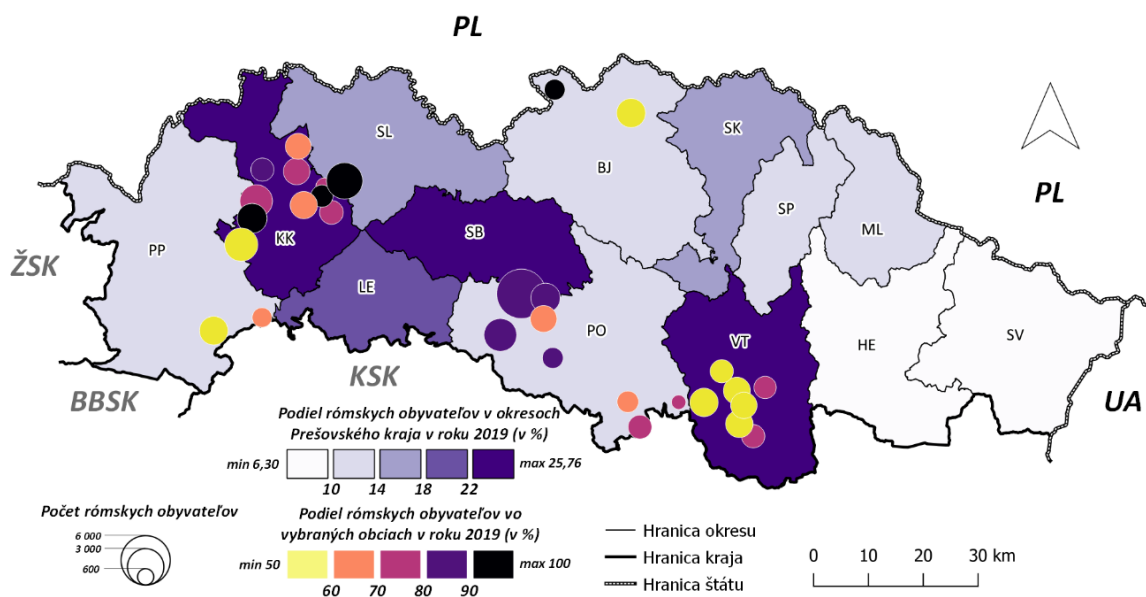 PL
SL
SK
BJ
PL
SP
ML
SB
KK
PP
ŽSK
LE
PO
VT
HE
SV
KSK
BBSK
UA
Podiel rómskych obyvateľov v okresoch
Prešovského kraja v roku 2019 (v %)
min 6,30
max 25,76
10 14 18 22
Počet rómskych obyvateľov
6 000
3 000
600
Podiel rómskych obyvateľov vo
vybraných obciach v roku 2019 (v %)
min 50
max 100
60 70 80 90
Hranica okresu
Hranica kraja
Hranica štátu
0 10 20 30 km